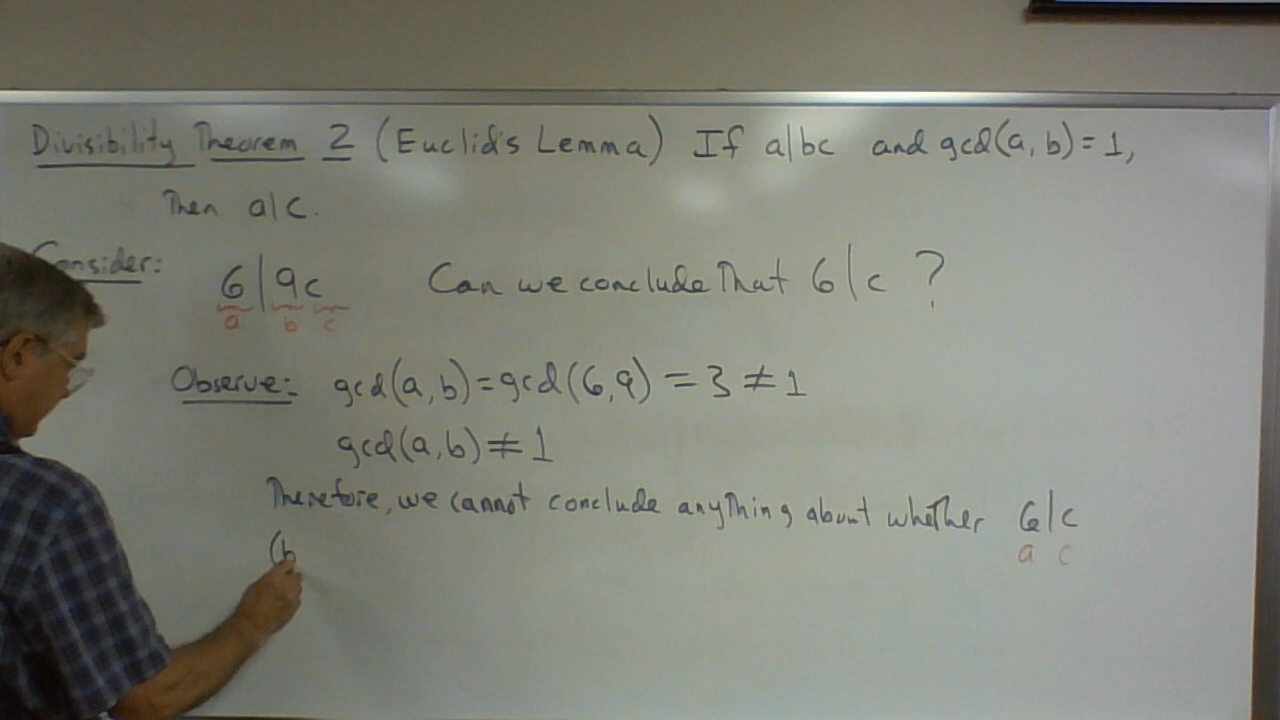 Divisibility Theorem 2 (Euclid's Lemma) If a|bc and gcd(a, b) = 1,
Then a|c.
Consider: 6|9c Can we conclude That 6|c ?
a b c
Observe: gcd(a, b) = gcd(6, 9) = 3 ≠ 1
gcd(a, b) ≠ 1
Therefore, we cannot conclude anything about whether 6|c
a c
(b